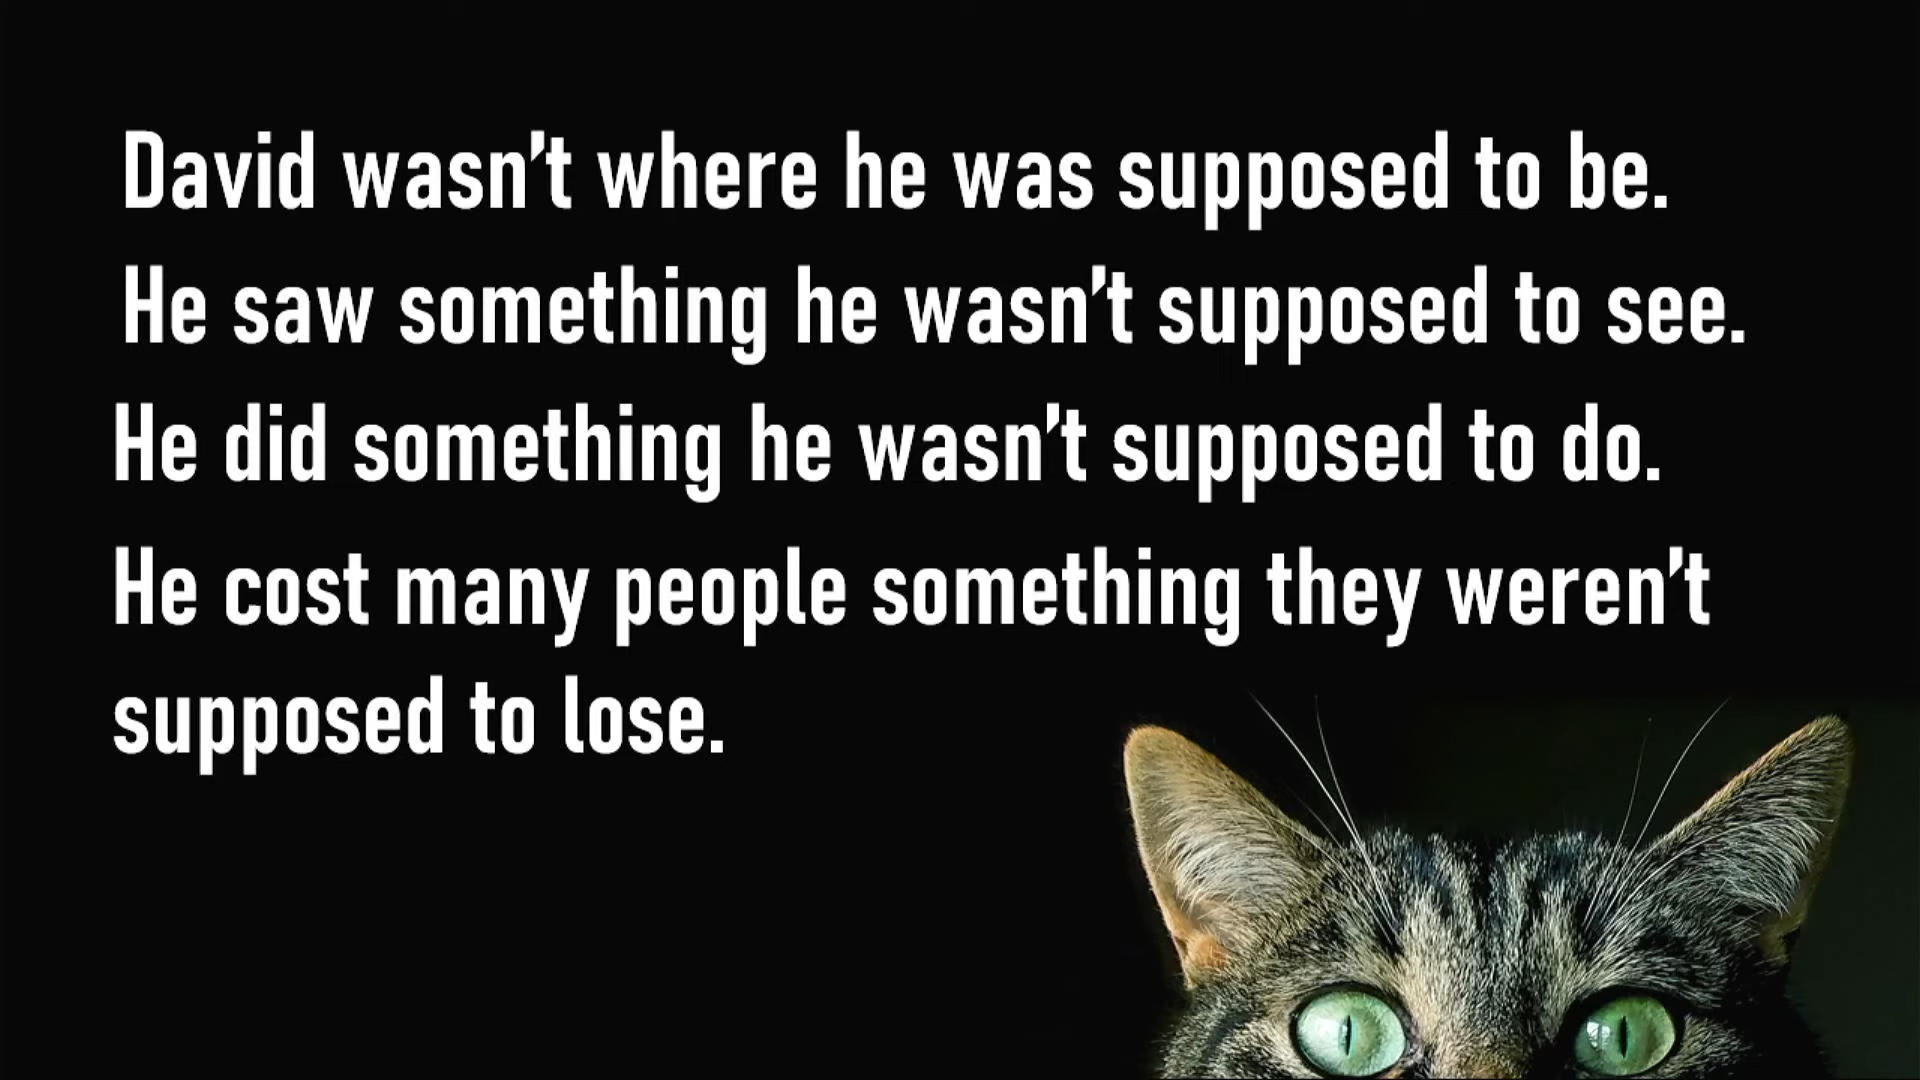 David wasn’t where he was supposed to be.
He saw something he wasn’t supposed to see.
He did something he wasn’t supposed to do.
He cost many people something they weren’t
supposed to lose.